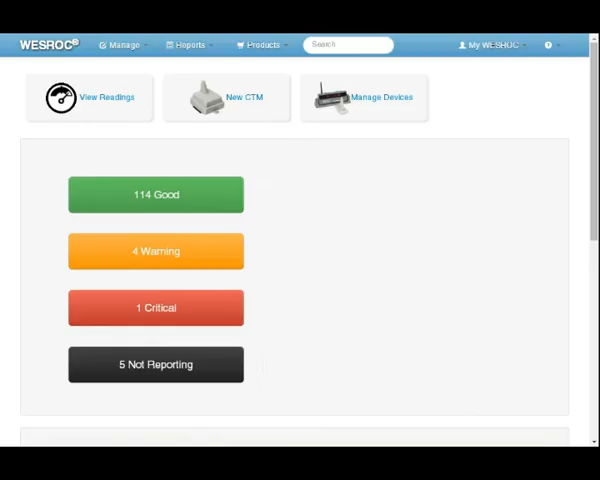 WESROC® Manage Reports Products Search My WESROC
View Readings New CTM Manage Devices
114 Good
4 Warning
1 Critical
5 Not Reporting